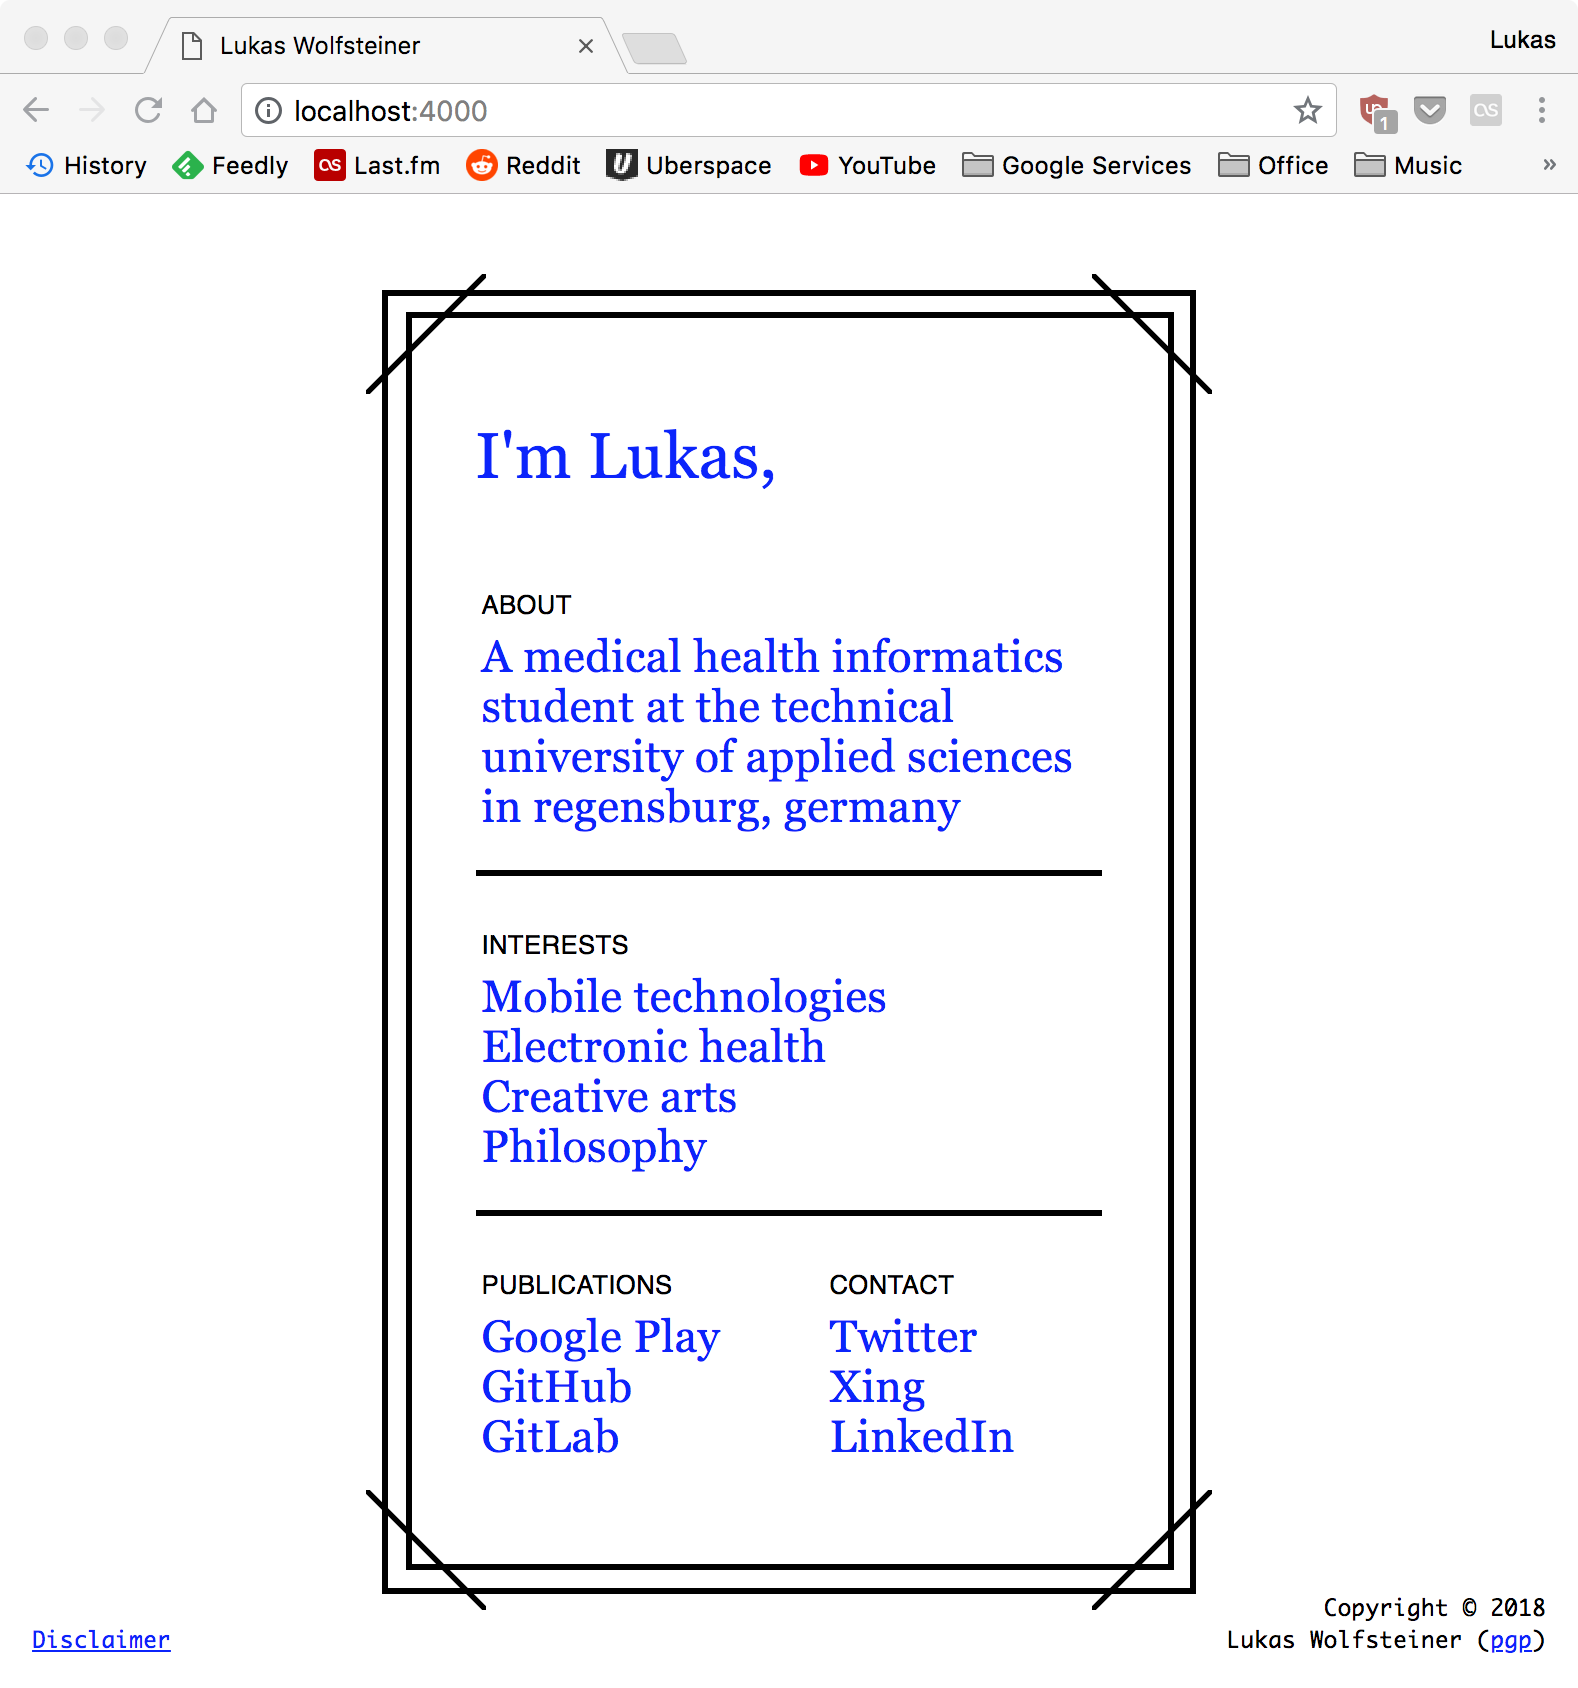 Lukas Wolfsteiner
Lukas
localhost:4000
1
History
Feedly
Last.fm
Reddit
Uberspace
YouTube
Google Services
Office
Music
»
I'm Lukas,
ABOUT
A medical health informatics
student at the technical
university of applied sciences
in regensburg, germany
INTERESTS
Mobile technologies
Electronic health
Creative arts
Philosophy
PUBLICATIONS
Google Play
GitHub
GitLab
CONTACT
Twitter
Xing
LinkedIn
Disclaimer
Copyright © 2018
Lukas Wolfsteiner (pgp)